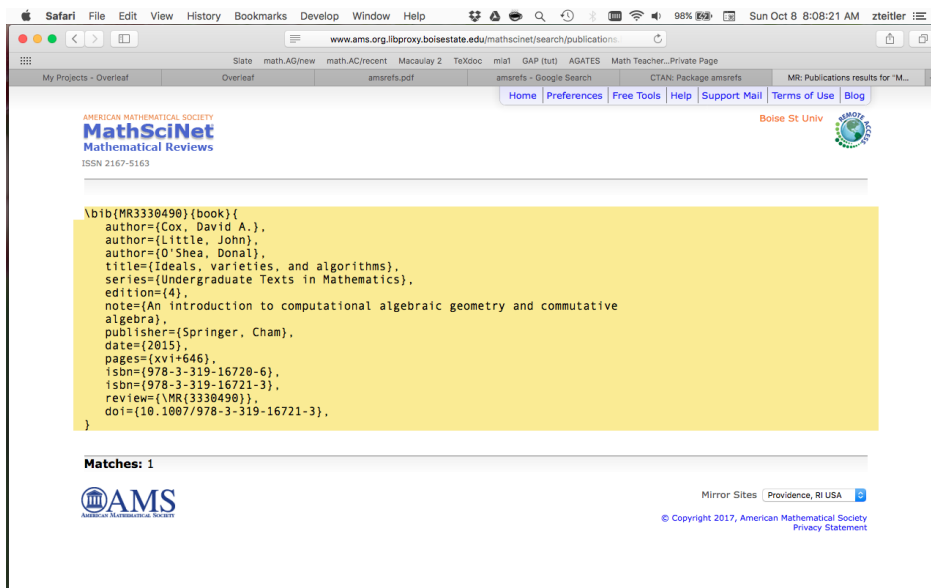 Safari File Edit View History Bookmarks Develop Window Help 98% Sun Oct 8 8:08:21 AM zteitler
www.ams.org.libproxy.boisestate.edu/mathscinet/search/publications.
Slate math.AG/new math.AC/recent Macaulay 2 TeXdoc mla1 GAP (tut) AGATES Math Teacher...Private Page
My Projects - Overleaf Overleaf amsrefs.pdf amsrefs - Google Search CTAN: Package amsrefs MR: Publications results for "M...
Home Preferences Free Tools Help Support Mail Terms of Use Blog
AMERICAN MATHEMATICAL SOCIETY
MathSciNet
Mathematical Reviews
ISSN 2167-5163
Boise St Univ
REMOTE ACCESS
\bib{MR3330490}{book}{
author={Cox, David A.},
author={Little, John},
author={O'Shea, Donal},
title={Ideals, varieties, and algorithms},
series={Undergraduate Texts in Mathematics},
edition={4},
note={An introduction to computational algebraic geometry and commutative
algebra},
publisher={Springer, Cham},
date={2015},
pages={xvi+646},
isbn={978-3-319-16720-6},
isbn={978-3-319-16721-3},
review={\MR{3330490}},
doi={10.1007/978-3-319-16721-3},
}
Matches: 1
AMS
AMERICAN MATHEMATICAL SOCIETY
Mirror Sites Providence, RI USA
© Copyright 2017, American Mathematical Society
Privacy Statement